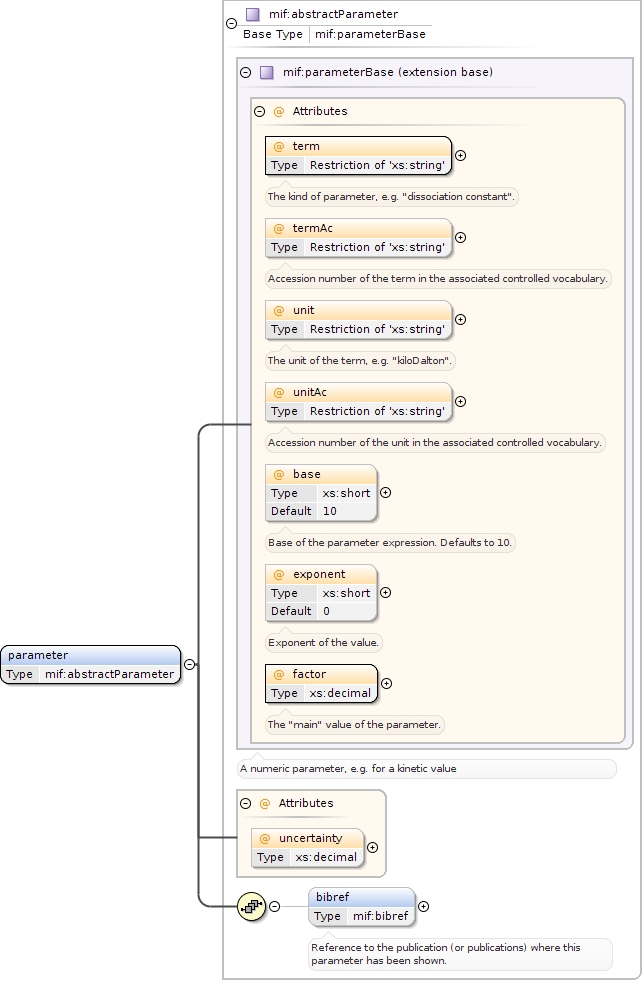 mif:abstractParameter
Base Type mif:parameterBase
mif:parameterBase (extension base)
@ Attributes
@ term
Type Restriction of 'xs:string'
The kind of parameter, e.g. "dissociation constant".
@ termAc
Type Restriction of 'xs:string'
Accession number of the term in the associated controlled vocabulary.
@ unit
Type Restriction of 'xs:string'
The unit of the term, e.g. "kiloDalton".
@ unitAc
Type Restriction of 'xs:string'
Accession number of the unit in the associated controlled vocabulary.
@ base
Type xs:short
Default 10
Base of the parameter expression. Defaults to 10.
@ exponent
Type xs:short
Default 0
Exponent of the value.
@ factor
Type xs:decimal
The "main" value of the parameter.
parameter
Type mif:abstractParameter
A numeric parameter, e.g. for a kinetic value
@ Attributes
@ uncertainty
Type xs:decimal
bibref
Type mif:bibref
Reference to the publication (or publications) where this
parameter has been shown.